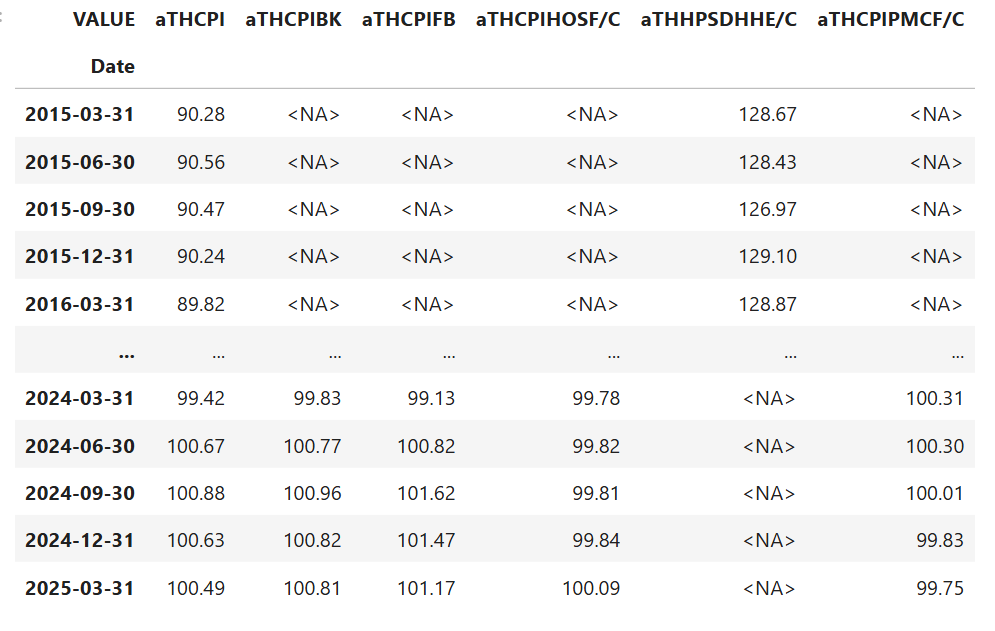 VALUE aTHCPI aTHCPIBK aTHCPIFB aTHCPIHOSF/C aTHHPSDHHE/C aTHCPIPMCF/C
Date
2015-03-31 90.28 <NA> <NA> <NA> 128.67 <NA>
2015-06-30 90.56 <NA> <NA> <NA> 128.43 <NA>
2015-09-30 90.47 <NA> <NA> <NA> 126.97 <NA>
2015-12-31 90.24 <NA> <NA> <NA> 129.10 <NA>
2016-03-31 89.82 <NA> <NA> <NA> 128.87 <NA>
... ... ... ... ... ... ...
2024-03-31 99.42 99.83 99.13 99.78 <NA> 100.31
2024-06-30 100.67 100.77 100.82 99.82 <NA> 100.30
2024-09-30 100.88 100.96 101.62 99.81 <NA> 100.01
2024-12-31 100.63 100.82 101.47 99.84 <NA> 99.83
2025-03-31 100.49 100.81 101.17 100.09 <NA> 99.75